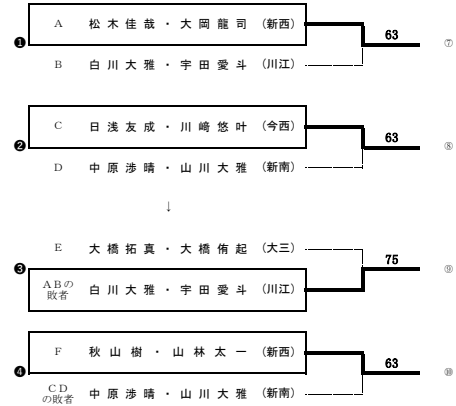 A 松木佳哉・大岡龍司 (新西)
❶ 63 ⑦
B 白川大雅・宇田愛斗 (川江)
C 日浅友成・川﨑悠叶 (今西)
❷ 63 ⑧
D 中原渉晴・山川大雅 (新南)
↓
E 大橋拓真・大橋侑起 (大三)
❸ 75 ⑨
ABの
敗者 白川大雅・宇田愛斗 (川江)
F 秋山樹・山林太一 (新西)
❹ 63 ⑩
CD
の敗者 中原渉晴・山川大雅 (新南)